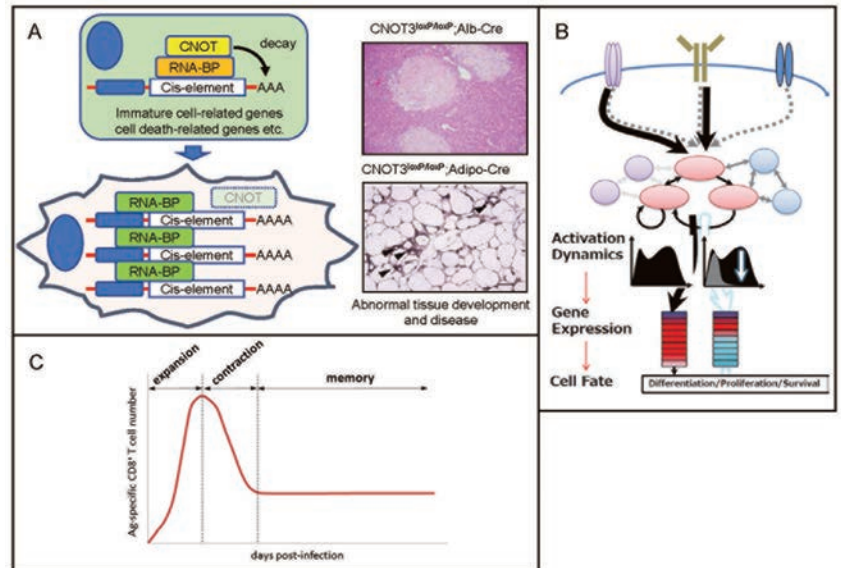 A
CNOT
decay
RNA-BP
Cis-element
AAA
Immature cell-related genes
cell death-related genes etc.
RNA-BP
CNOT
Cis-element
AAAA
RNA-BP
Cis-element
AAAA
RNA-BP
Cis-element
AAAA
CNOT3loxP/loxP;Alb-Cre
CNOT3loxP/loxP;Adipo-Cre
Abnormal tissue development
and disease
B
Activation
Dynamics
Gene
Expression
Cell Fate
Differentiation/Proliferation/Survival
C
expansion
contraction
memory
Ag-specific CD8+ T cell number
days post-infection